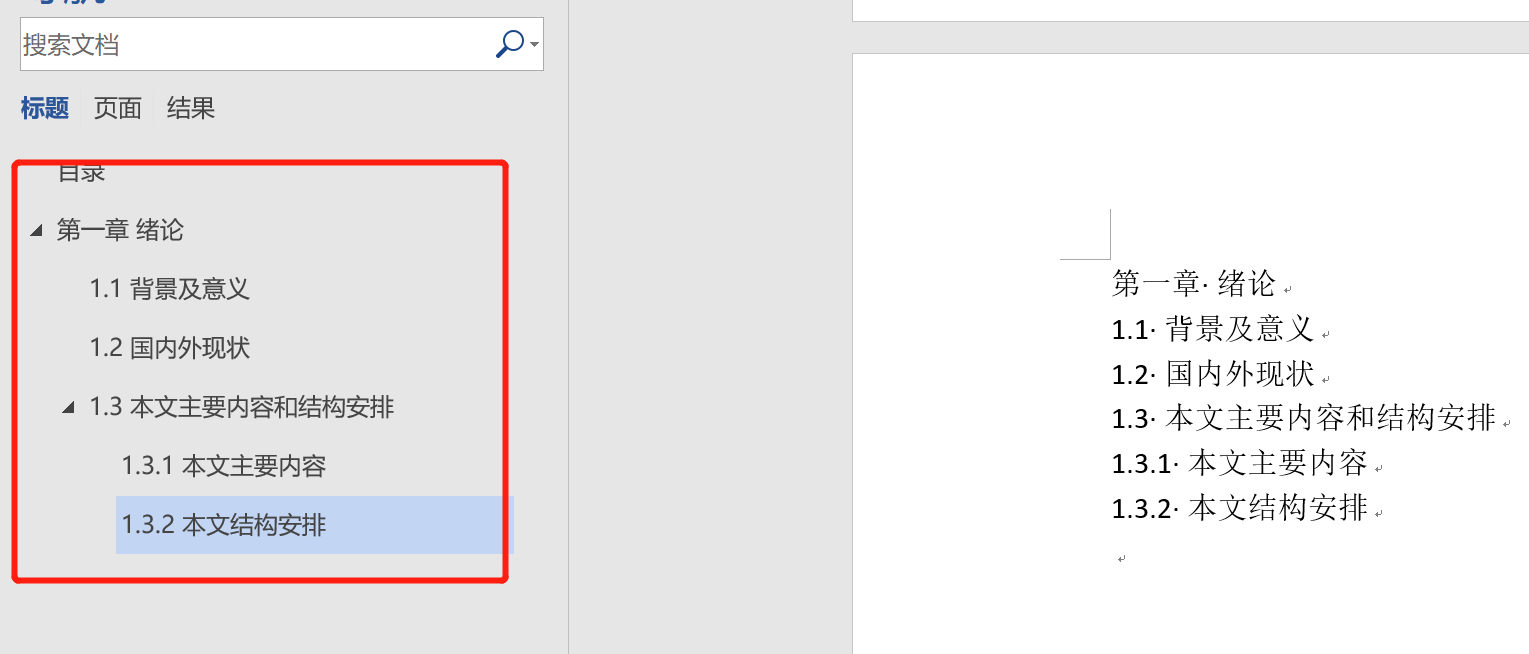 搜索文档
标题 页面 结果
目录
第一章 绪论
1.1 背景及意义
1.2 国内外现状
1.3 本文主要内容和结构安排
1.3.1 本文主要内容
1.3.2 本文结构安排
第一章· 绪论
1.1· 背景及意义
1.2· 国内外现状
1.3· 本文主要内容和结构安排
1.3.1· 本文主要内容
1.3.2· 本文结构安排